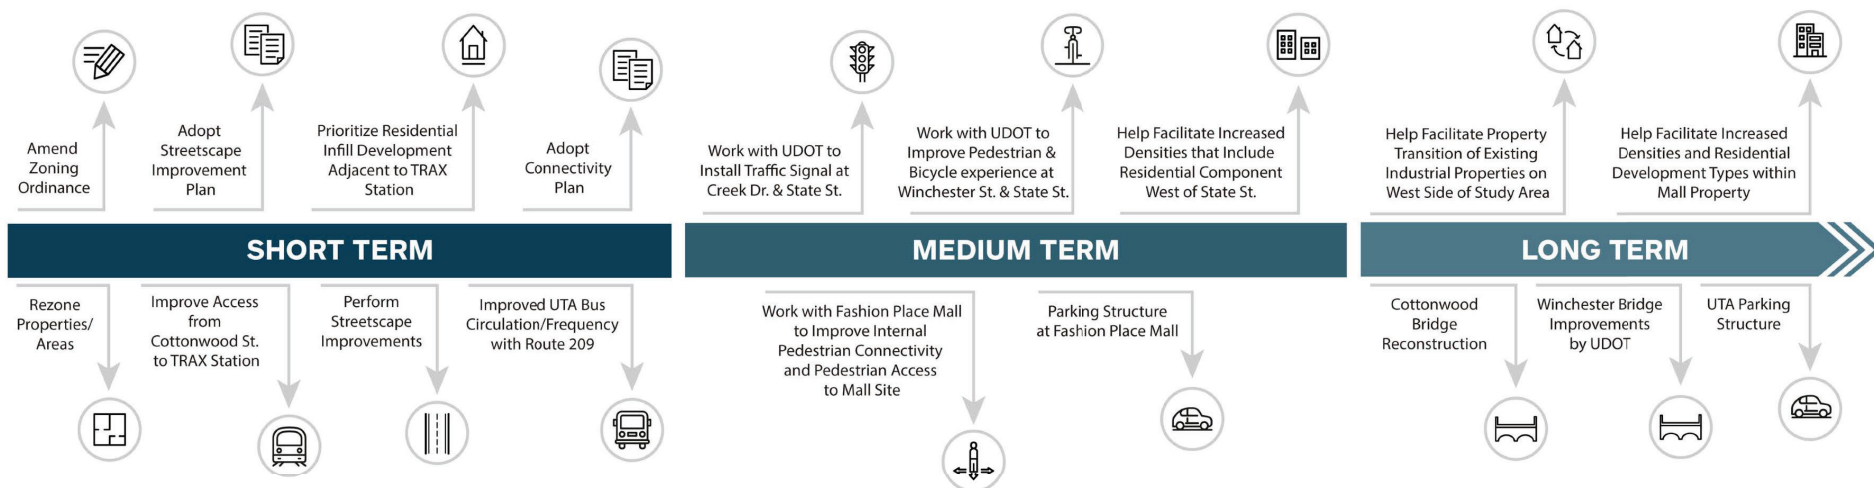 Amend
Zoning
Ordinance
Adopt
Streetscape
Improvement
Plan
Prioritize Residential
Infill Development
Adjacent to TRAX
Station
Adopt
Connectivity
Plan
Work with UDOT to
Install Traffic Signal at
Creek Dr. & State St.
Work with UDOT to
Improve Pedestrian &
Bicycle experience at
Winchester St. & State St.
Help Facilitate Increased
Densities that Include
Residential Component
West of State St.
Help Facilitate Property
Transition of Existing
Industrial Properties on
West Side of Study Area
Help Facilitate Increased
Densities and Residential
Development Types within
Mall Property
SHORT TERM
MEDIUM TERM
LONG TERM
Rezone
Properties/
Areas
Improve Access
from
Cottonwood St.
to TRAX Station
Perform
Streetscape
Improvements
Improved UTA Bus
Circulation/Frequency
with Route 209
Work with Fashion Place Mall
to Improve Internal
Pedestrian Connectivity
and Pedestrian Access
to Mall Site
Parking Structure
at Fashion Place Mall
Cottonwood
Bridge
Reconstruction
Winchester Bridge
Improvements
by UDOT
UTA Parking
Structure